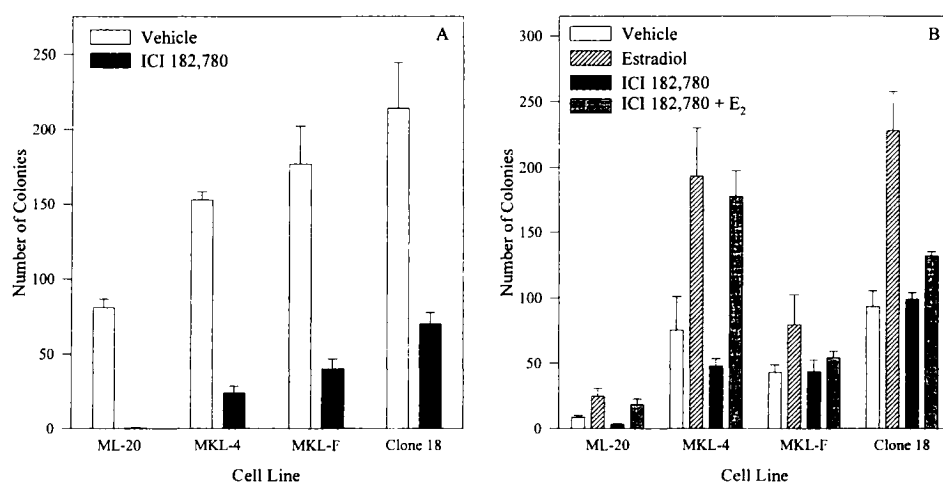 A
Vehicle
ICI 182,780
250
200
150
100
50
0
Number of Colonies
ML-20 MKL-4 MKL-F Clone 18
Cell Line
B
Vehicle
Estradiol
ICI 182,780
ICI 182,780 + E2
300
250
200
150
100
50
0
Number of Colonies
ML-20 MKL-4 MKL-F Clone 18
Cell Line